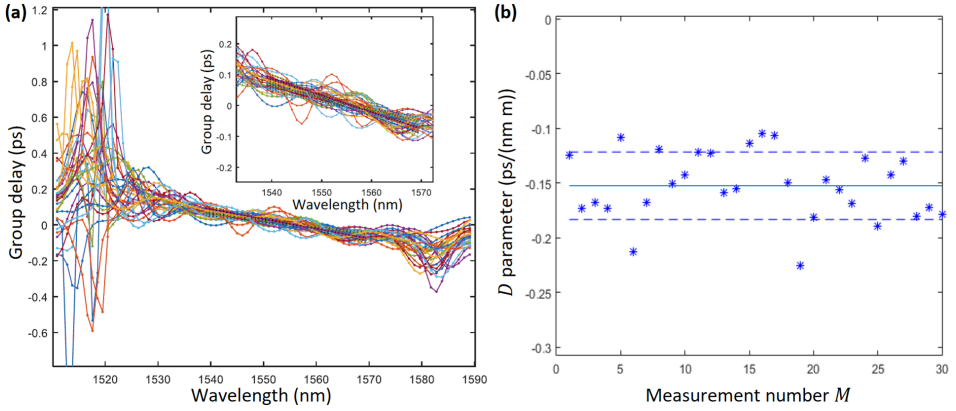 (a)
1.2
1
0.8
0.6
0.4
0.2
0
-0.2
-0.4
-0.6
Group delay (ps)
1520 1530 1540 1550 1560 1570 1580 1590
Wavelength (nm)
0.2
0.1
0
-0.1
-0.2
Group delay (ps)
1540 1550 1560 1570
Wavelength (nm)
(b)
0
-0.05
-0.1
-0.15
-0.2
-0.25
-0.3
D parameter (ps/(nm m))
0 5 10 15 20 25 30
Measurement number M